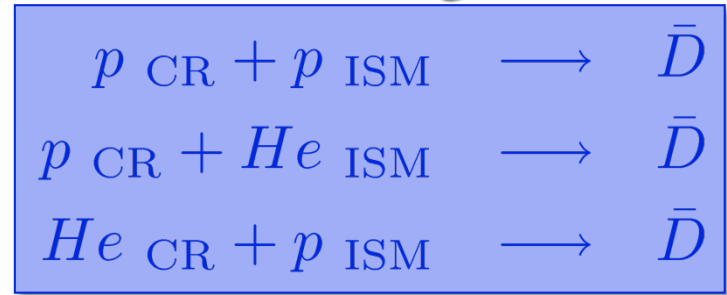 p CR + p ISM ⟶ D̄
p CR + He ISM ⟶ D̄
He CR + p ISM ⟶ D̄